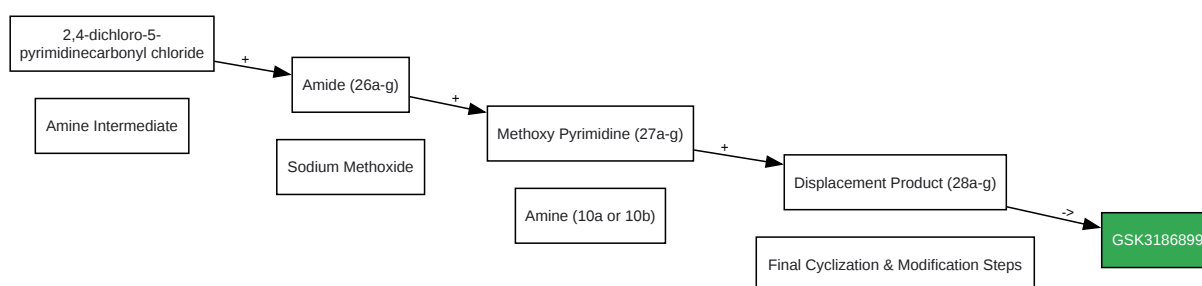 2,4-dichloro-5-
pyrimidinecarbonyl chloride
+
Amide (26a-g)
+
Amine Intermediate
Methoxy Pyrimidine (27a-g)
+
Sodium Methoxide
Displacement Product (28a-g)
->
Amine (10a or 10b)
GSK3186899
Final Cyclization & Modification Steps